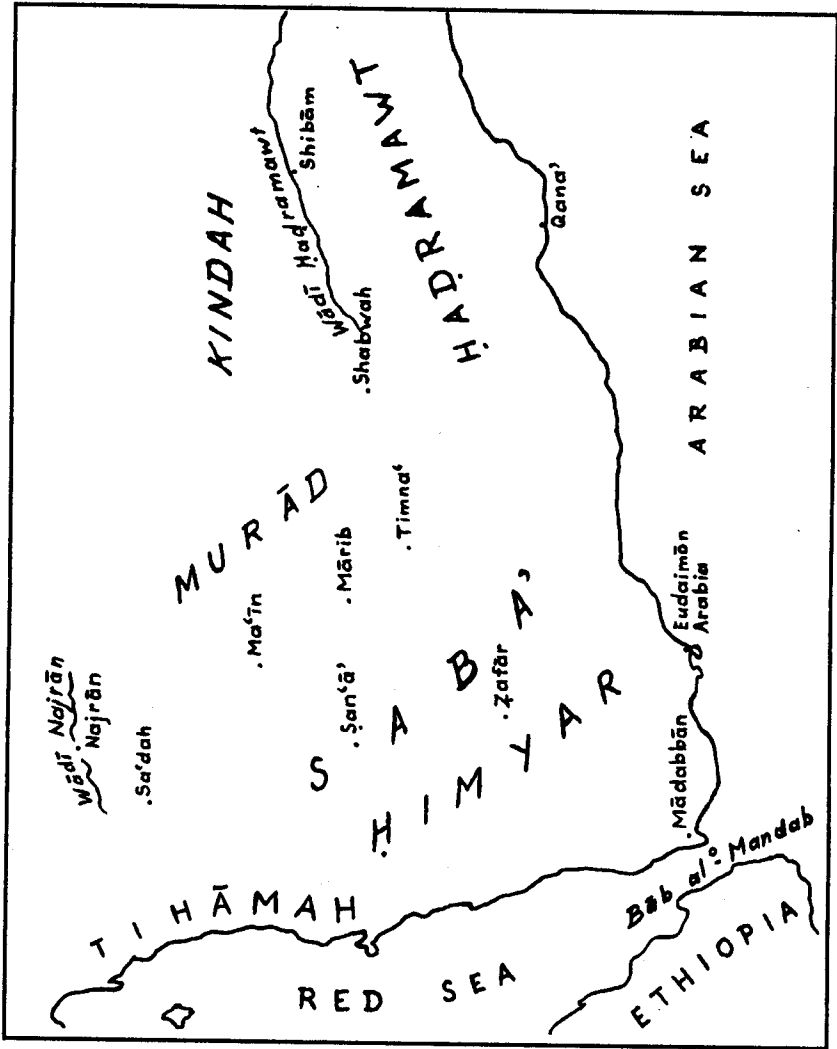 Wādī Najrān
Najrān
.Sa‘dah
KINDAH
MURĀD
.Ma‘īn
Wādī Ḥaḍramawt
.Shibām
.Shabwah
ḤAḌRAMAWT
.Ṣan‘ā’
.Mārib
.Timna‘
SABA’
ḤIMYAR
.Ẓafār
TIHĀMAH
RED SEA
Qana’
Eudaimōn
Arabia
Mādabbān
ARABIAN SEA
Bāb al-Mandab
ETHIOPIA